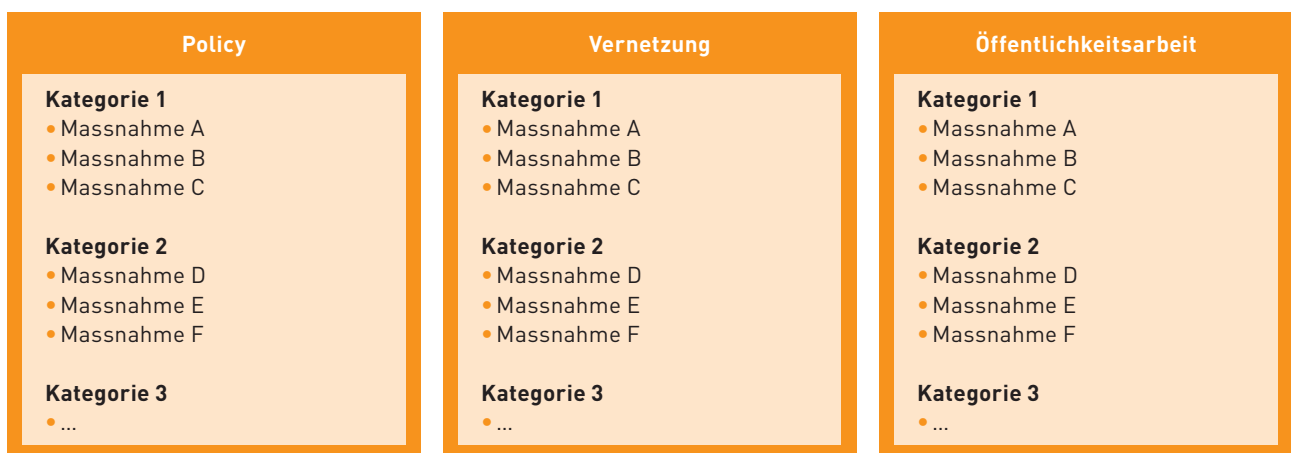 Policy
Kategorie 1
• Massnahme A
• Massnahme B
• Massnahme C
Kategorie 2
• Massnahme D
• Massnahme E
• Massnahme F
Kategorie 3
• ...
Vernetzung
Kategorie 1
• Massnahme A
• Massnahme B
• Massnahme C
Kategorie 2
• Massnahme D
• Massnahme E
• Massnahme F
Kategorie 3
• ...
Öffentlichkeitsarbeit
Kategorie 1
• Massnahme A
• Massnahme B
• Massnahme C
Kategorie 2
• Massnahme D
• Massnahme E
• Massnahme F
Kategorie 3
• ...